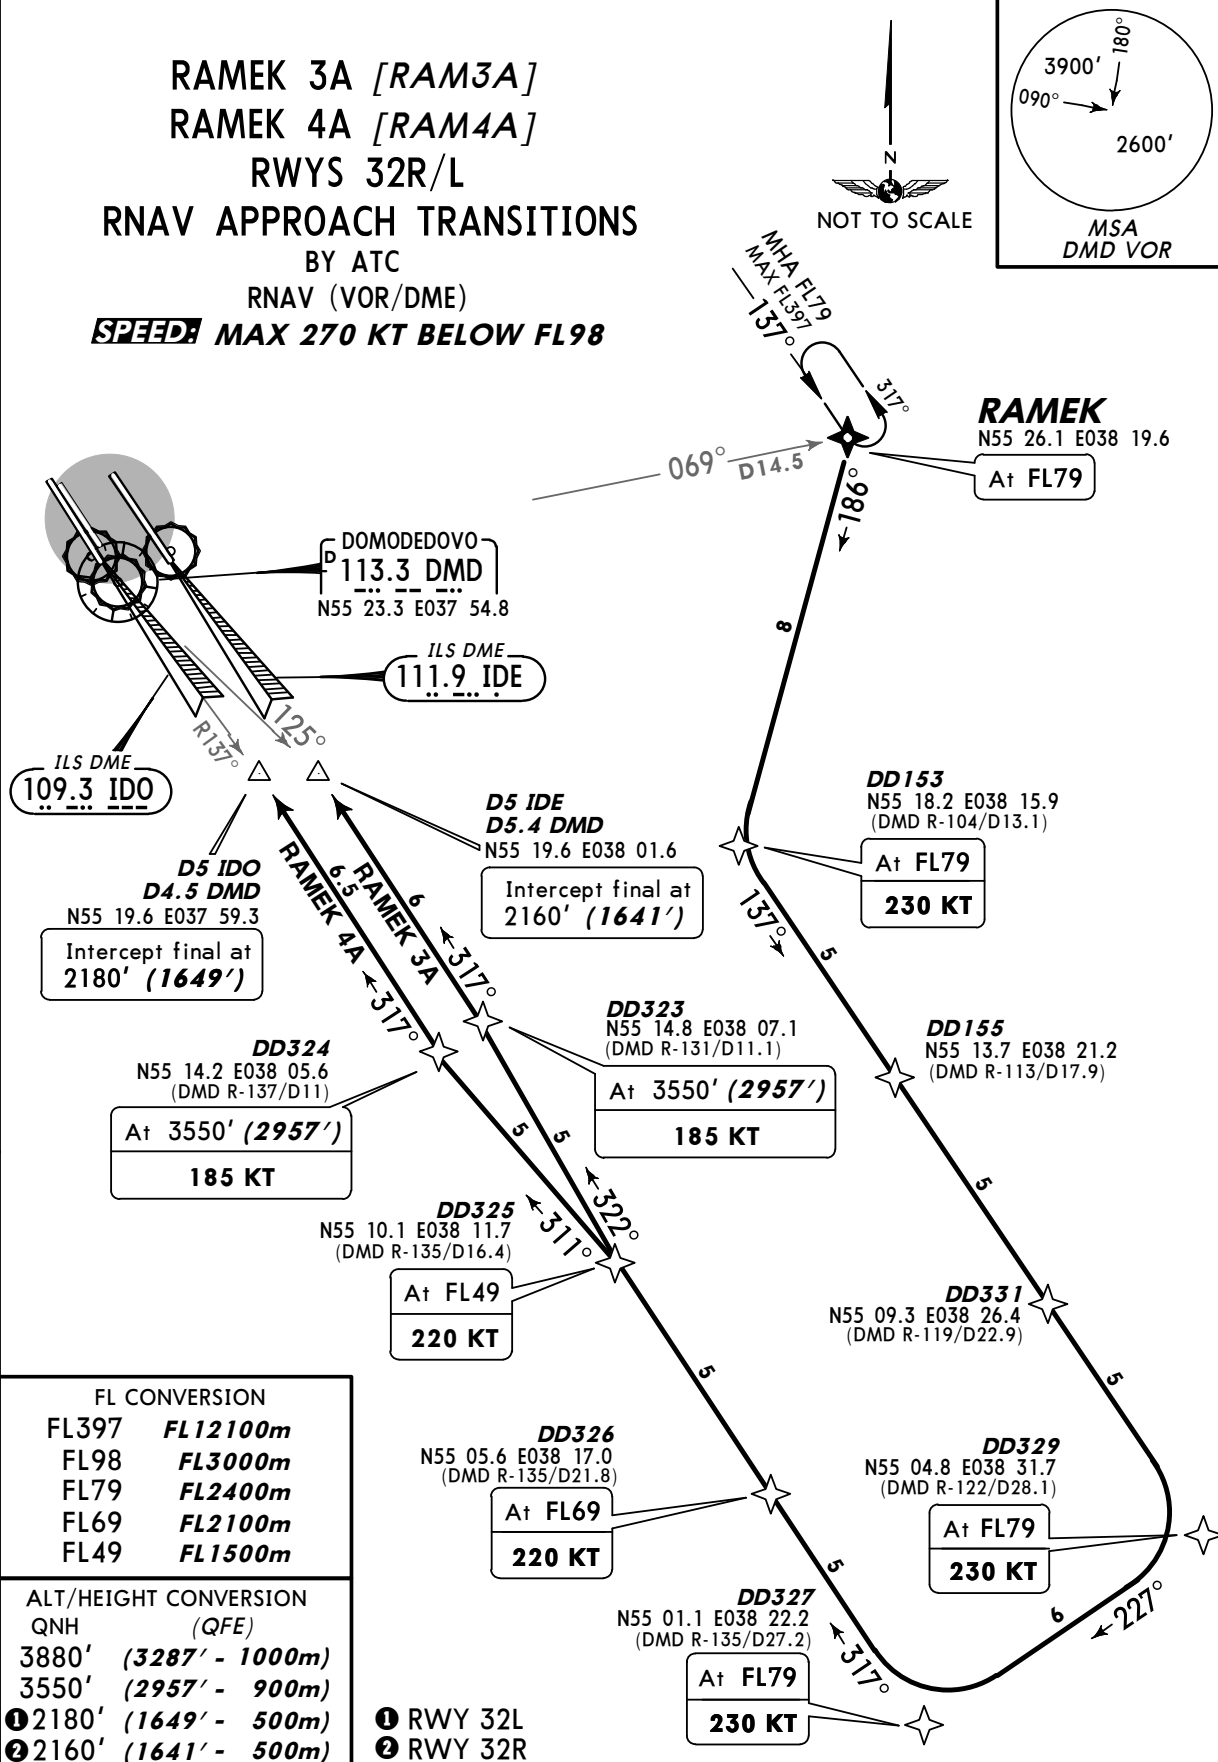 RAMEK 3A [RAM3A]
RAMEK 4A [RAM4A]
RWYS 32R/L
RNAV APPROACH TRANSITIONS
BY ATC
RNAV (VOR/DME)
SPEED: MAX 270 KT BELOW FL98
N
NOT TO SCALE
3900'
180°
090°
2600'
MSA
DMD VOR
MHA FL79
MAX FL397
137°
317°
RAMEK
N55 26.1 E038 19.6
At FL79
069°
D14.5
186°
8
DOMODEDOVO
D
113.3 DMD
N55 23.3 E037 54.8
ILS DME
111.9 IDE
ILS DME
109.3 IDO
R137°
125°
D5 IDO
D4.5 DMD
N55 19.6 E037 59.3
Intercept final at
2180' (1649')
D5 IDE
D5.4 DMD
N55 19.6 E038 01.6
Intercept final at
2160' (1641')
DD153
N55 18.2 E038 15.9
(DMD R-104/D13.1)
At FL79
230 KT
137°
5
RAMEK 4A
6.5
RAMEK 3A
6
317°
317°
DD324
N55 14.2 E038 05.6
(DMD R-137/D11)
At 3550' (2957')
185 KT
DD323
N55 14.8 E038 07.1
(DMD R-131/D11.1)
At 3550' (2957')
185 KT
DD155
N55 13.7 E038 21.2
(DMD R-113/D17.9)
5
5
5
311°
322°
DD325
N55 10.1 E038 11.7
(DMD R-135/D16.4)
At FL49
220 KT
DD331
N55 09.3 E038 26.4
(DMD R-119/D22.9)
5
5
DD326
N55 05.6 E038 17.0
(DMD R-135/D21.8)
At FL69
220 KT
DD329
N55 04.8 E038 31.7
(DMD R-122/D28.1)
At FL79
230 KT
5
6
227°
DD327
N55 01.1 E038 22.2
(DMD R-135/D27.2)
At FL79
230 KT
317°
FL CONVERSION
FL397 FL12100m
FL98 FL3000m
FL79 FL2400m
FL69 FL2100m
FL49 FL1500m
ALT/HEIGHT CONVERSION
QNH (QFE)
3880' (3287' - 1000m)
3550' (2957' - 900m)
❶2180' (1649' - 500m)
❷2160' (1641' - 500m)
❶ RWY 32L
❷ RWY 32R